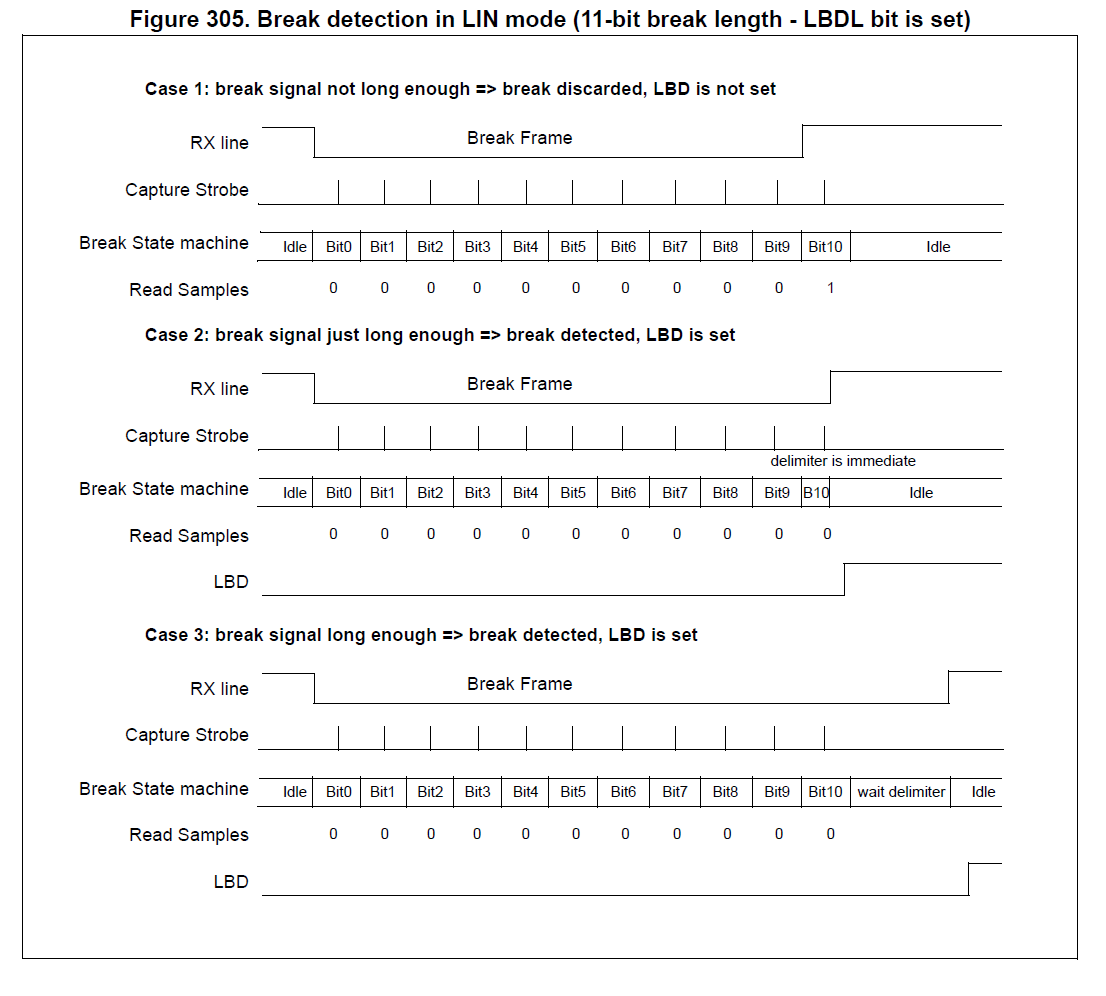 Figure 305. Break detection in LIN mode (11-bit break length - LBDL bit is set)
Case 1: break signal not long enough => break discarded, LBD is not set
RX line Break Frame
Capture Strobe
Break State machine Idle Bit0 Bit1 Bit2 Bit3 Bit4 Bit5 Bit6 Bit7 Bit8 Bit9 Bit10 Idle
Read Samples 0 0 0 0 0 0 0 0 0 0 1
Case 2: break signal just long enough => break detected, LBD is set
RX line Break Frame
Capture Strobe
delimiter is immediate
Break State machine Idle Bit0 Bit1 Bit2 Bit3 Bit4 Bit5 Bit6 Bit7 Bit8 Bit9 B10 Idle
Read Samples 0 0 0 0 0 0 0 0 0 0 0
LBD
Case 3: break signal long enough => break detected, LBD is set
RX line Break Frame
Capture Strobe
Break State machine Idle Bit0 Bit1 Bit2 Bit3 Bit4 Bit5 Bit6 Bit7 Bit8 Bit9 Bit10 wait delimiter Idle
Read Samples 0 0 0 0 0 0 0 0 0 0 0
LBD